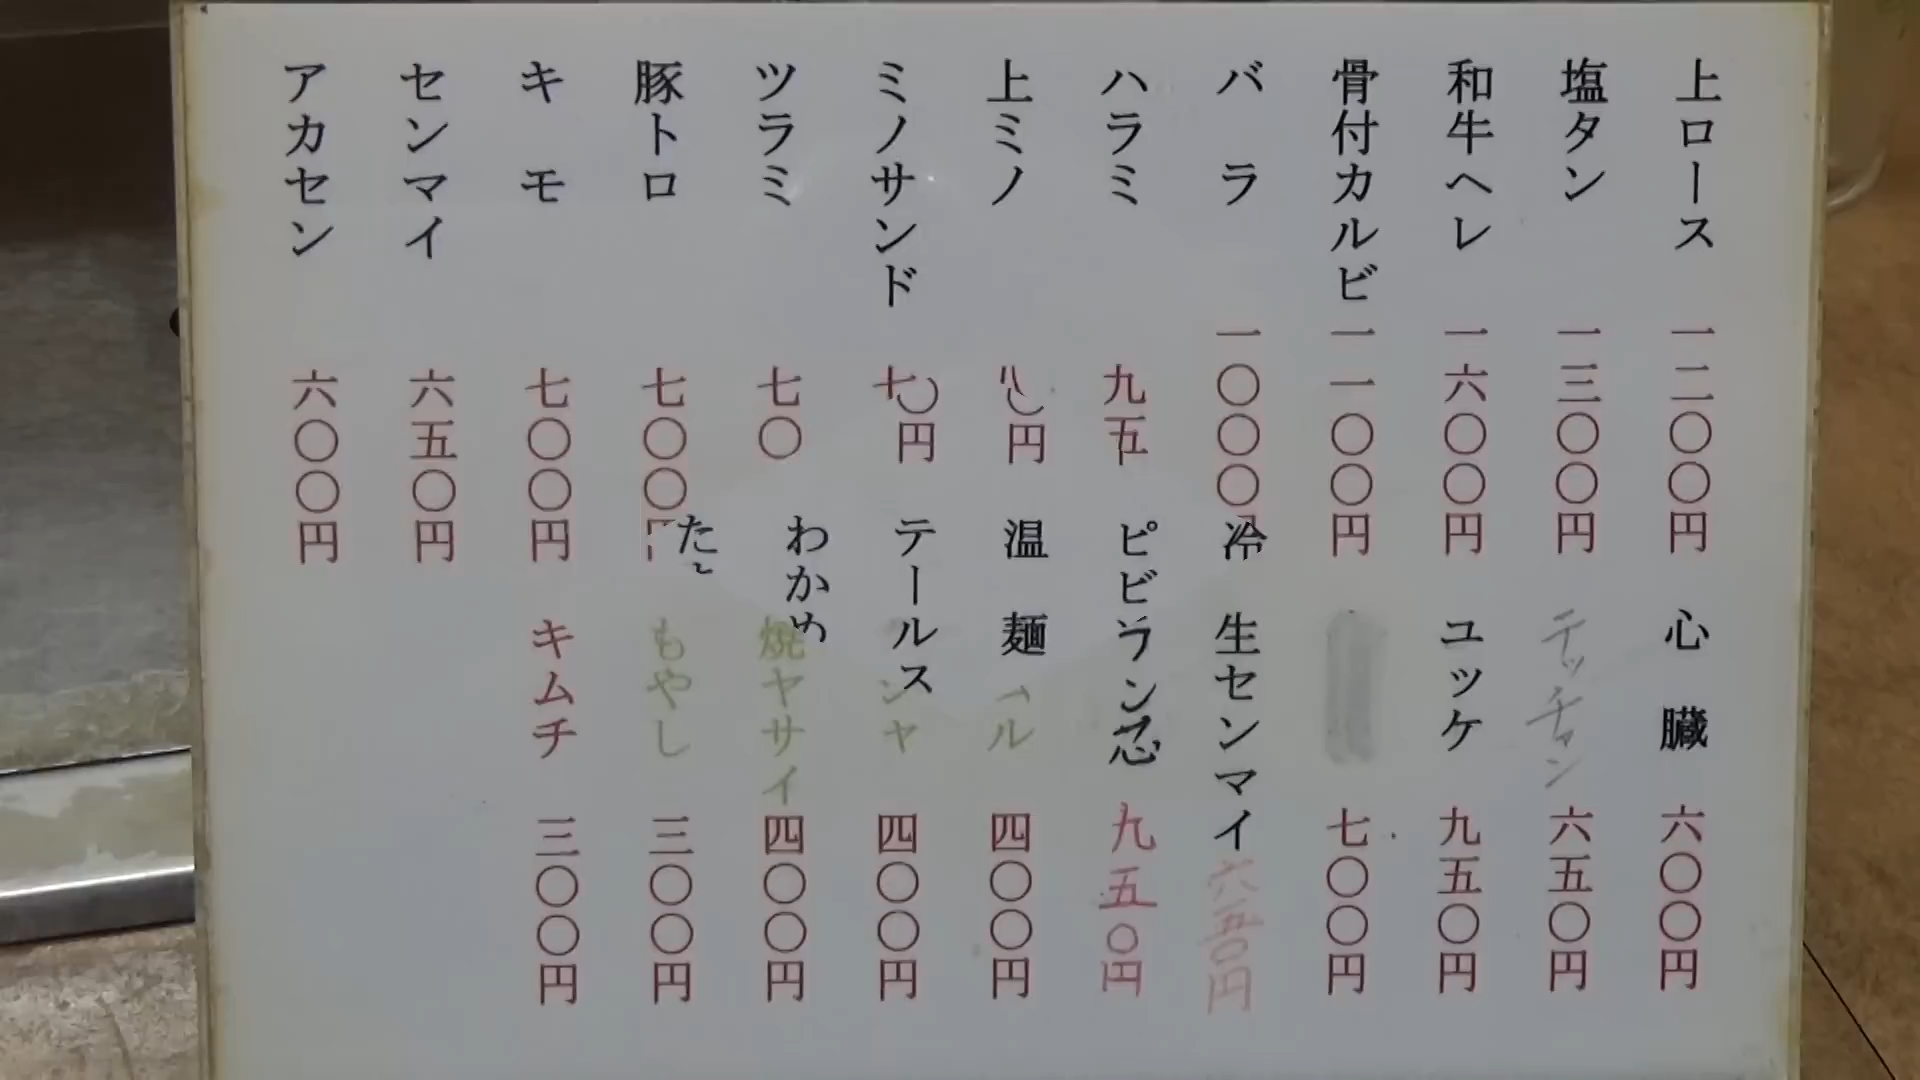 上ロース 一二〇〇円
塩タン 一三〇〇円
和牛ヘレ 一六〇〇円
骨付カルビ 一一〇〇円
バラ 一〇〇〇
ハラミ 九五
上ミノ 円
ミノサンド 円
ツラミ 七〇
豚トロ 七〇〇
キモ 七〇〇円
センマイ 六五〇円
アカセン 六〇〇円
心臓 六〇〇円
テッチャン 六五〇円
ユッケ 九五〇円
七〇〇円
冷
生センマイ 六五〇円
ピビ
九五〇円
温麺
四〇〇円
テールス
四〇〇円
わかめ
焼ヤサイ 四〇〇円
た
もやし 三〇〇円
キムチ 三〇〇円